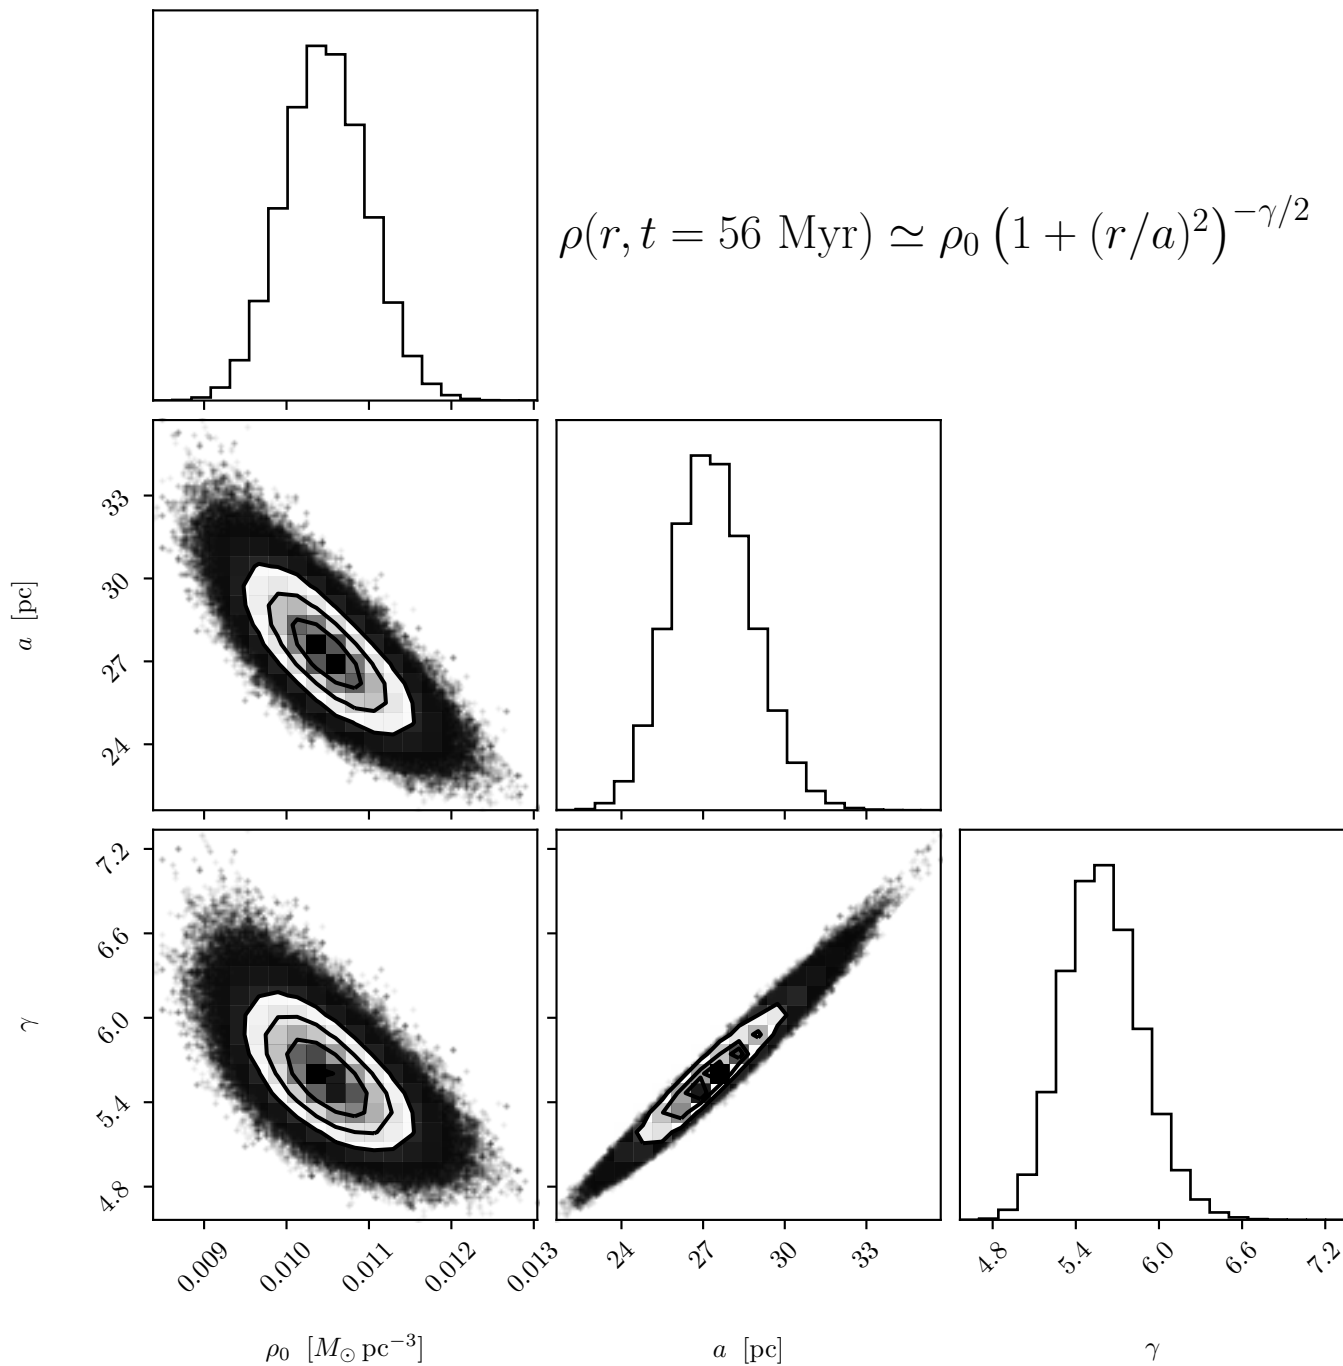 ρ(r, t = 56 Myr) ≃ ρ₀ (1 + (r/a)²)^{−γ/2}
33
30
27
24
a [pc]
7.2
6.6
6.0
5.4
4.8
γ
0.009 0.010 0.011 0.012 0.013
24 27 30 33
4.8 5.4 6.0 6.6 7.2
ρ₀ [M⊙ pc⁻³]
a [pc]
γ